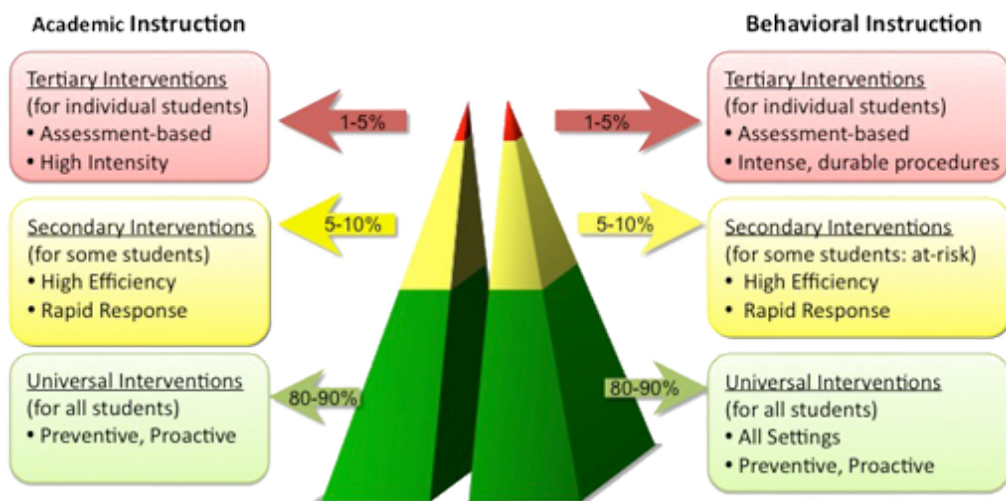 Academic Instruction
Tertiary Interventions
(for individual students)
• Assessment-based
• High Intensity
1-5%
Secondary Interventions
(for some students)
• High Efficiency
• Rapid Response
5-10%
Universal Interventions
(for all students)
• Preventive, Proactive
80-90%
Behavioral Instruction
1-5%
Tertiary Interventions
(for individual students)
• Assessment-based
• Intense, durable procedures
5-10%
Secondary Interventions
(for some students: at-risk)
• High Efficiency
• Rapid Response
80-90%
Universal Interventions
(for all students)
• All Settings
• Preventive, Proactive